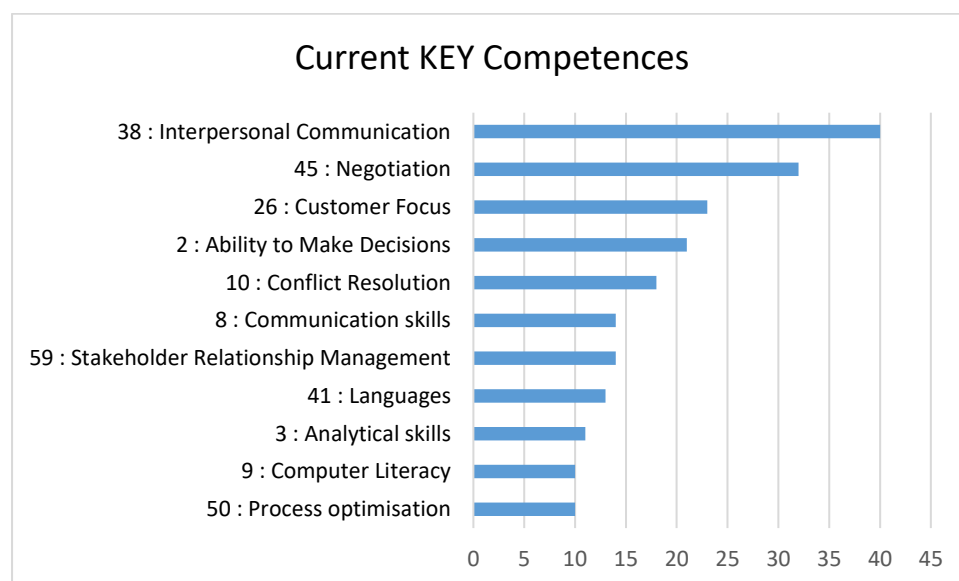 Current KEY Competences
38 : Interpersonal Communication
45 : Negotiation
26 : Customer Focus
2 : Ability to Make Decisions
10 : Conflict Resolution
8 : Communication skills
59 : Stakeholder Relationship Management
41 : Languages
3 : Analytical skills
9 : Computer Literacy
50 : Process optimisation
0 5 10 15 20 25 30 35 40 45